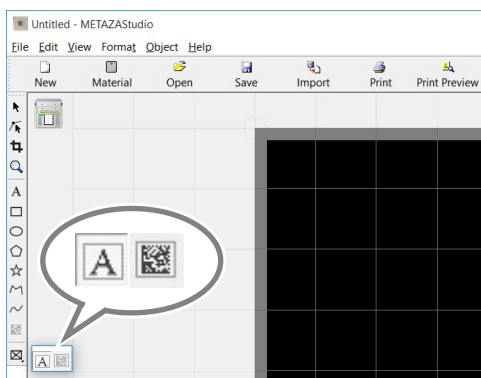 Untitled - METAZAStudio
File Edit View Format Object Help
New Material Open Save Import Print Print Preview
A
A
A